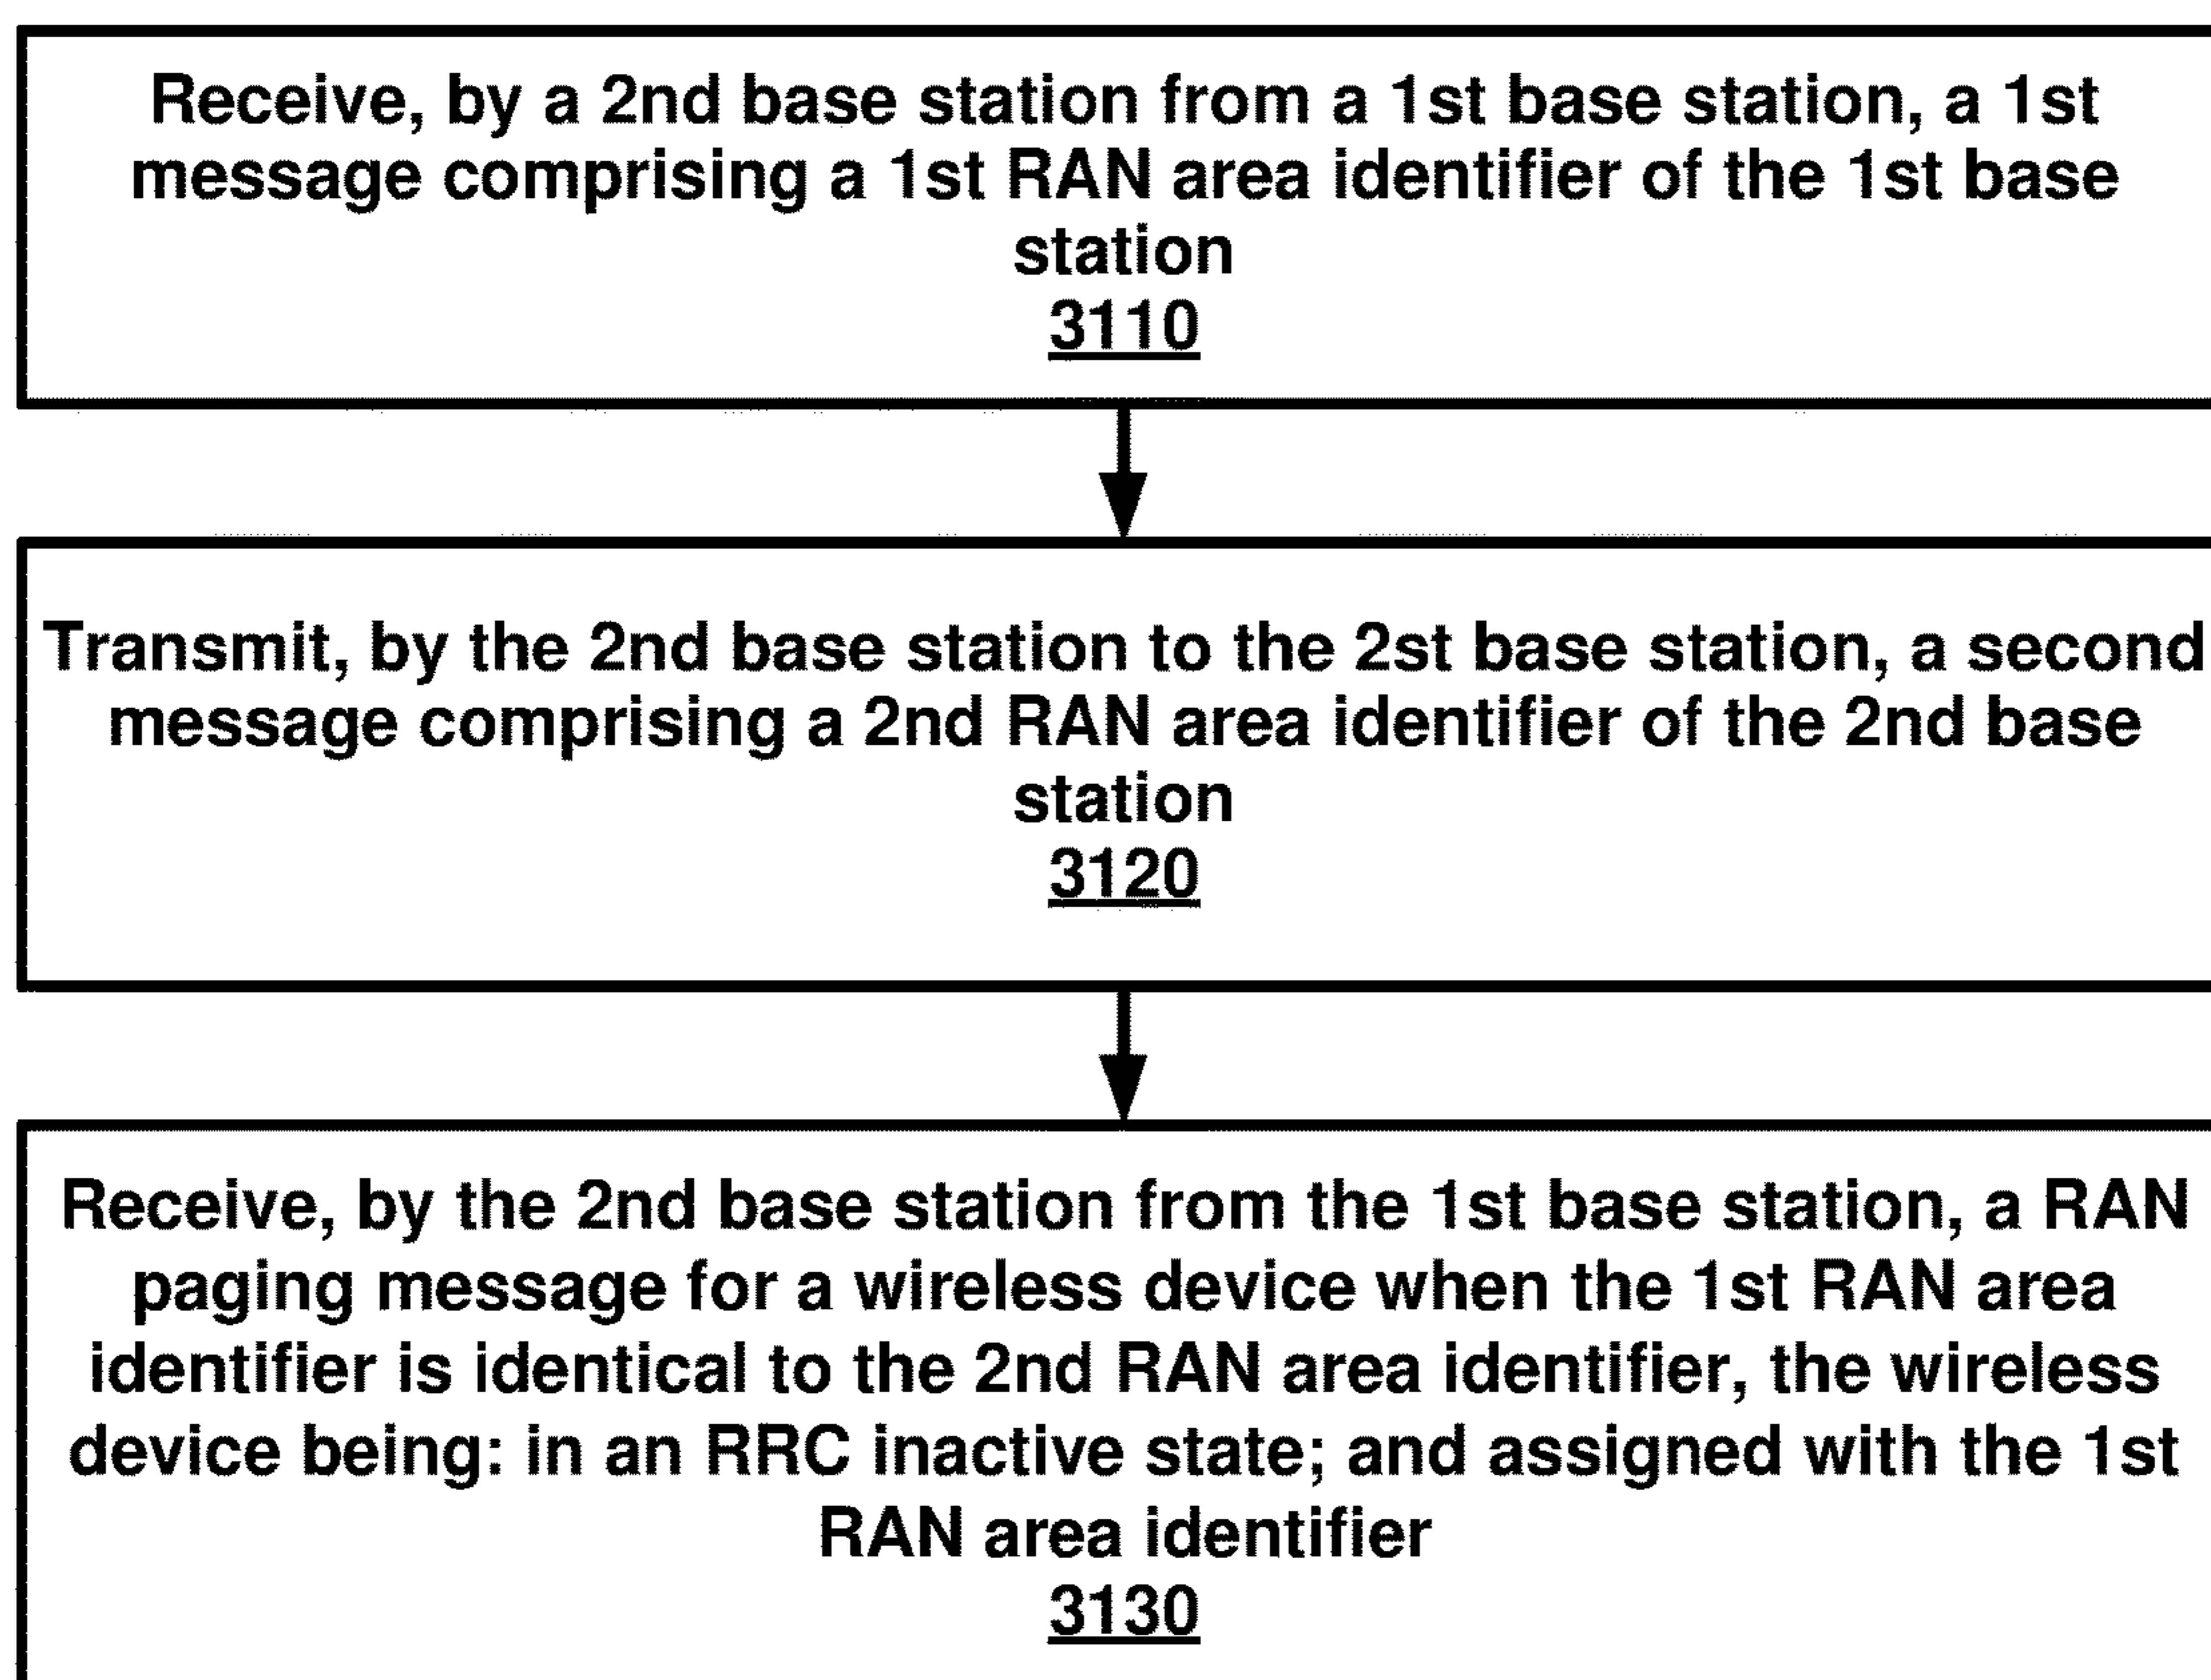 Receive, by a 2nd base station from a 1st base station, a 1st
message comprising a 1st RAN area identifier of the 1st base
station
3110
Transmit, by the 2nd base station to the 2st base station, a second
message comprising a 2nd RAN area identifier of the 2nd base
station
3120
Receive, by the 2nd base station from the 1st base station, a RAN
paging message for a wireless device when the 1st RAN area
identifier is identical to the 2nd RAN area identifier, the wireless
device being: in an RRC inactive state; and assigned with the 1st
RAN area identifier
3130